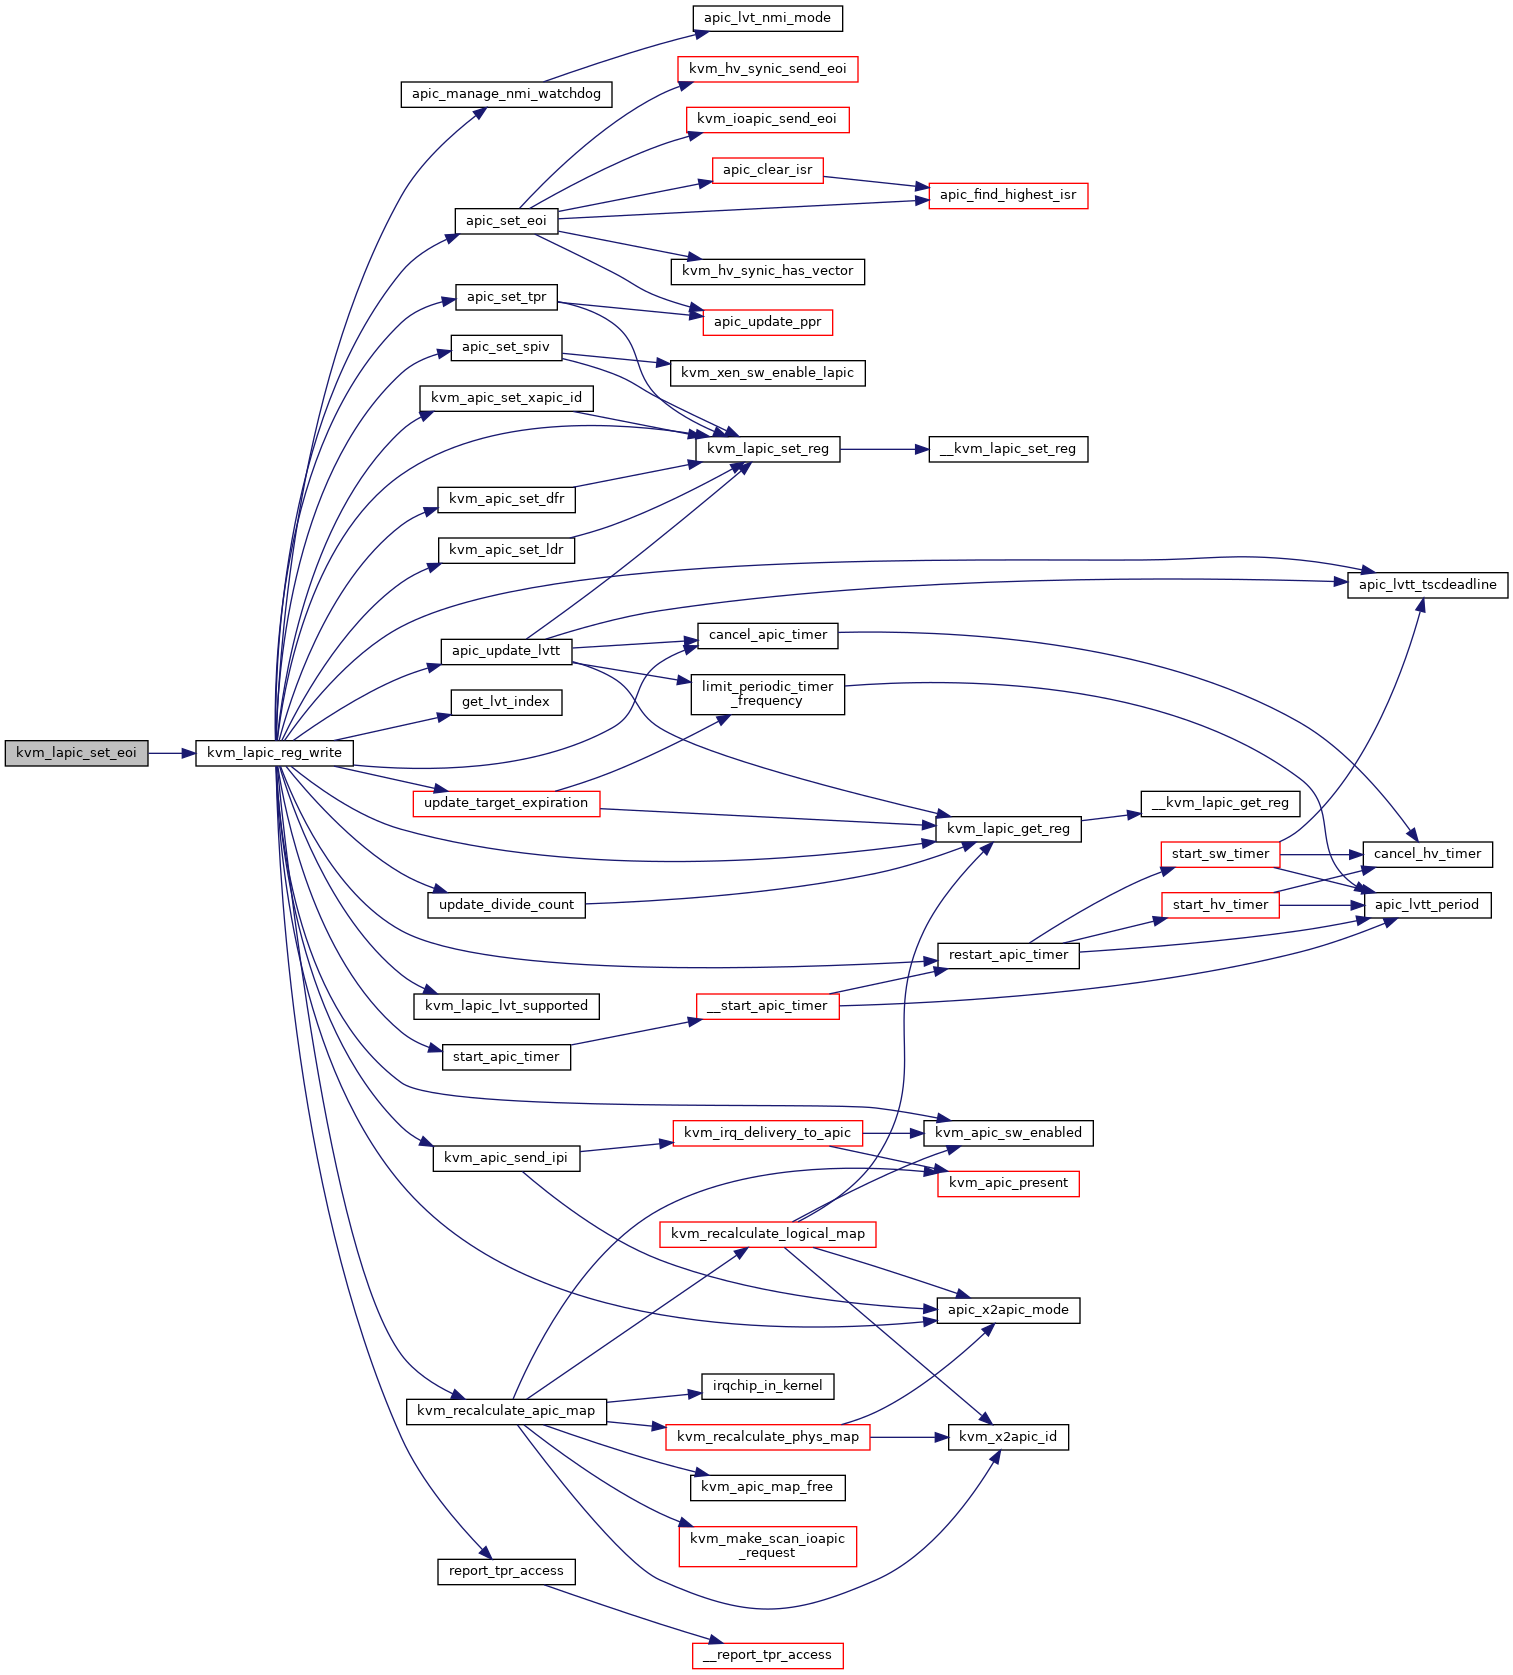 apic_lvt_nmi_mode
kvm_hv_synic_send_eoi
apic_manage_nmi_watchdog
kvm_ioapic_send_eoi
apic_clear_isr
apic_find_highest_isr
apic_set_eoi
kvm_hv_synic_has_vector
apic_set_tpr
apic_update_ppr
apic_set_spiv
kvm_xen_sw_enable_lapic
kvm_apic_set_xapic_id
kvm_lapic_set_reg
__kvm_lapic_set_reg
kvm_apic_set_dfr
kvm_apic_set_ldr
apic_lvtt_tscdeadline
cancel_apic_timer
apic_update_lvtt
limit_periodic_timer
_frequency
get_lvt_index
kvm_lapic_set_eoi
kvm_lapic_reg_write
update_target_expiration
__kvm_lapic_get_reg
kvm_lapic_get_reg
start_sw_timer
cancel_hv_timer
update_divide_count
start_hv_timer
apic_lvtt_period
restart_apic_timer
kvm_lapic_lvt_supported
__start_apic_timer
start_apic_timer
kvm_irq_delivery_to_apic
kvm_apic_sw_enabled
kvm_apic_send_ipi
kvm_apic_present
kvm_recalculate_logical_map
apic_x2apic_mode
irqchip_in_kernel
kvm_recalculate_apic_map
kvm_recalculate_phys_map
kvm_x2apic_id
kvm_apic_map_free
kvm_make_scan_ioapic
_request
report_tpr_access
__report_tpr_access